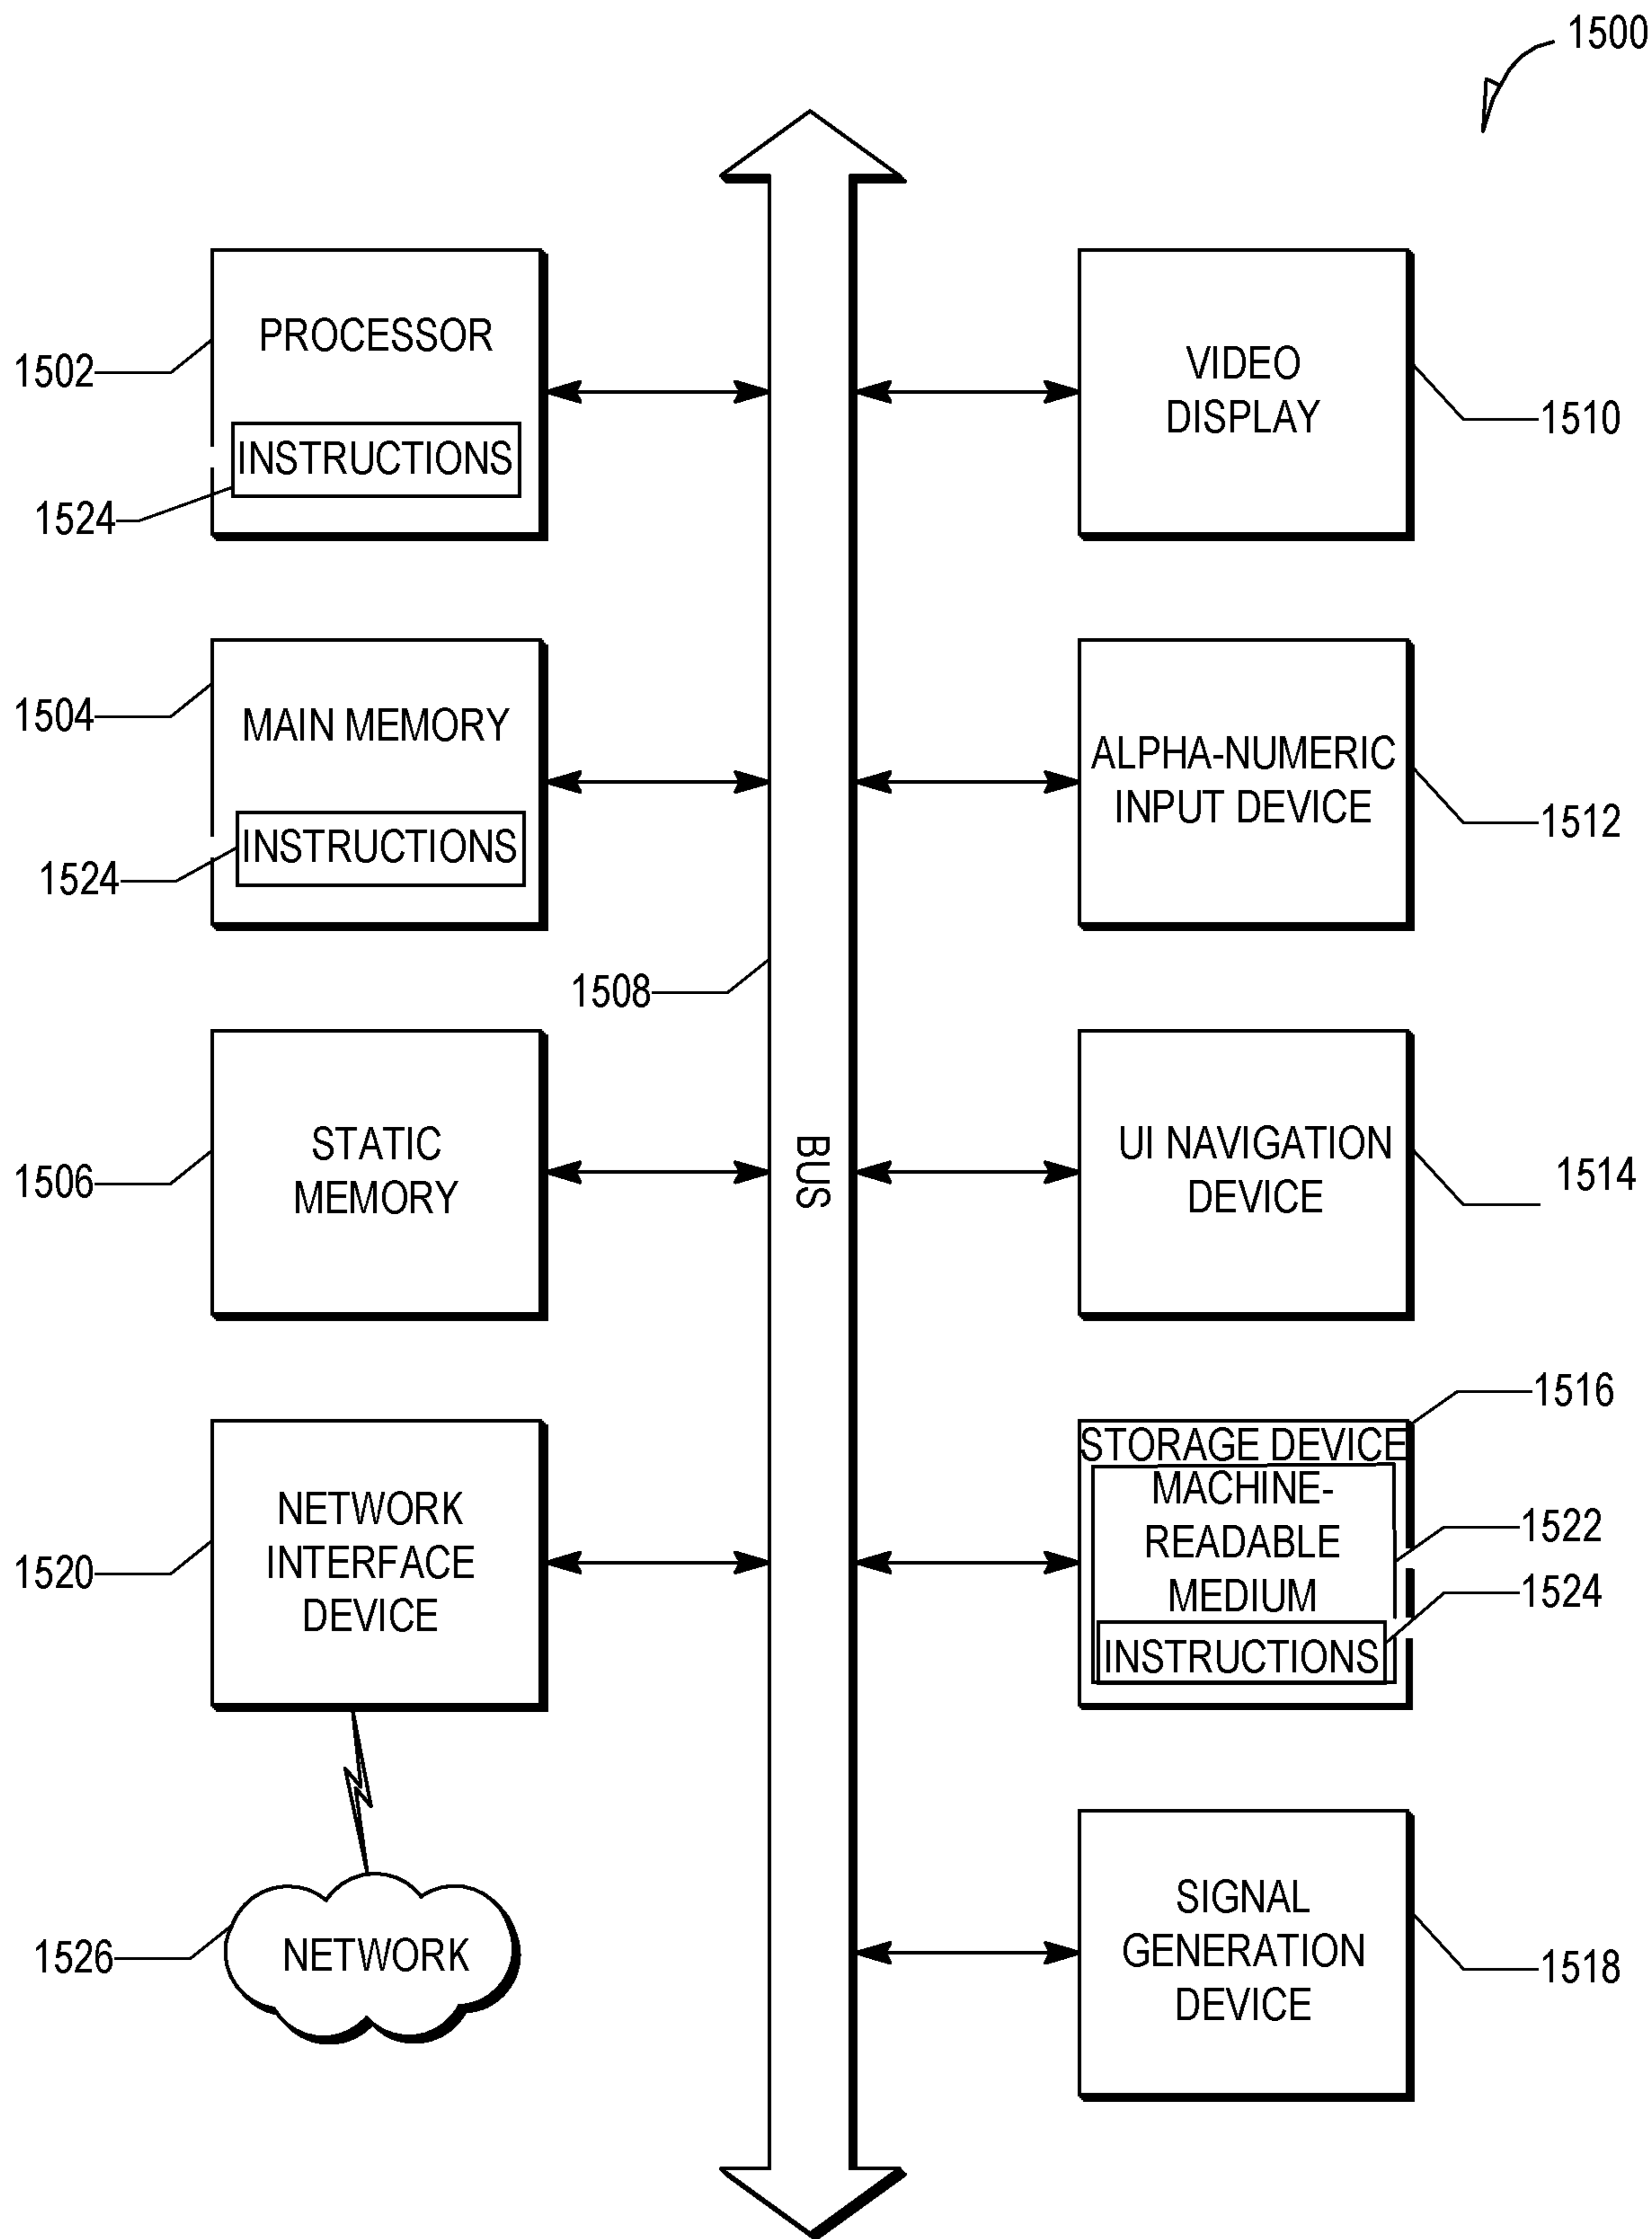 1500
PROCESSOR
1502
INSTRUCTIONS
1524
VIDEO
DISPLAY
1510
MAIN MEMORY
1504
INSTRUCTIONS
1524
ALPHA-NUMERIC
INPUT DEVICE
1512
1508
BUS
STATIC
MEMORY
1506
UI NAVIGATION
DEVICE
1514
NETWORK
INTERFACE
DEVICE
1520
1516
STORAGE DEVICE
MACHINE-
READABLE
MEDIUM
1522
1524
INSTRUCTIONS
NETWORK
1526
SIGNAL
GENERATION
DEVICE
1518